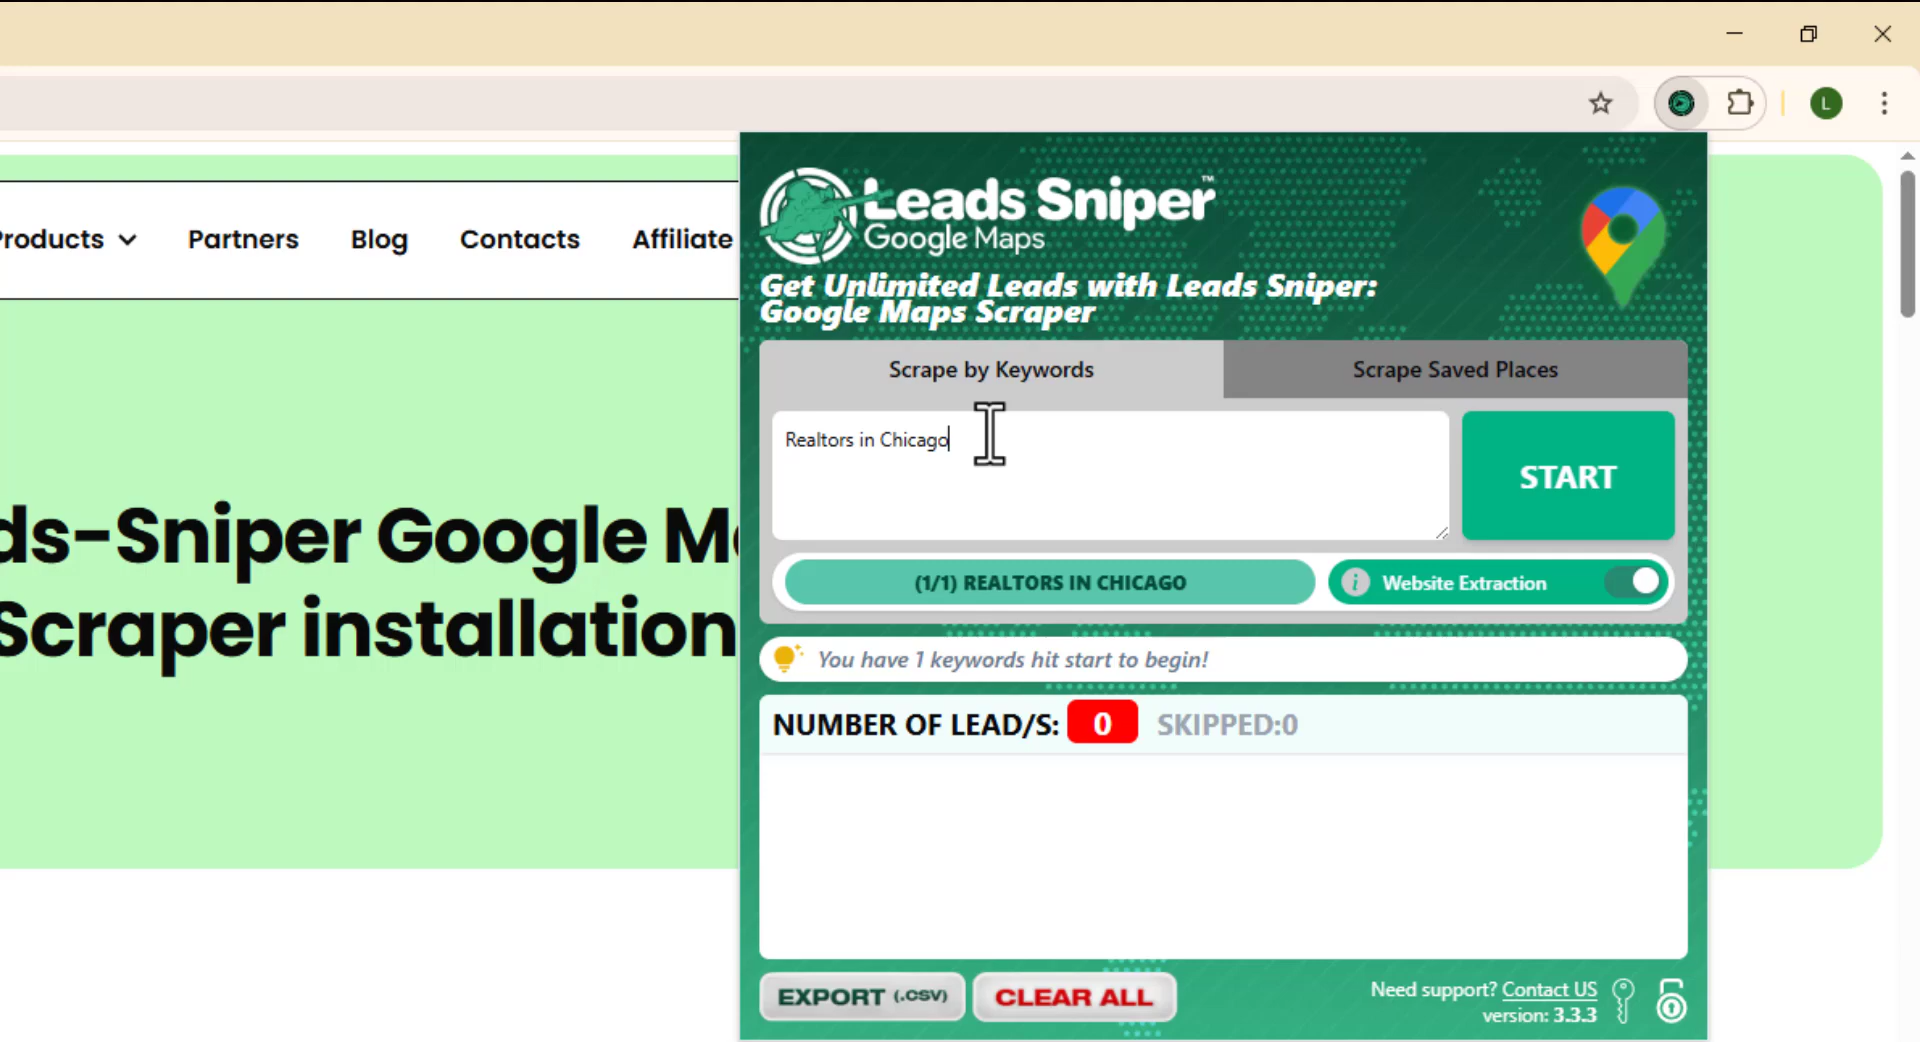 L
Products
Partners
Blog
Contacts
Affiliate
Leads Sniper™
Google Maps
Get Unlimited Leads with Leads Sniper:
Google Maps Scraper
Scrape by Keywords
Scrape Saved Places
Realtors in Chicago
START
(1/1) REALTORS IN CHICAGO
i Website Extraction
ds-Sniper Google M
Scraper installation
You have 1 keywords hit start to begin!
NUMBER OF LEAD/S: 0 SKIPPED:0
EXPORT (.CSV)
CLEAR ALL
Need support? Contact US
version: 3.3.3